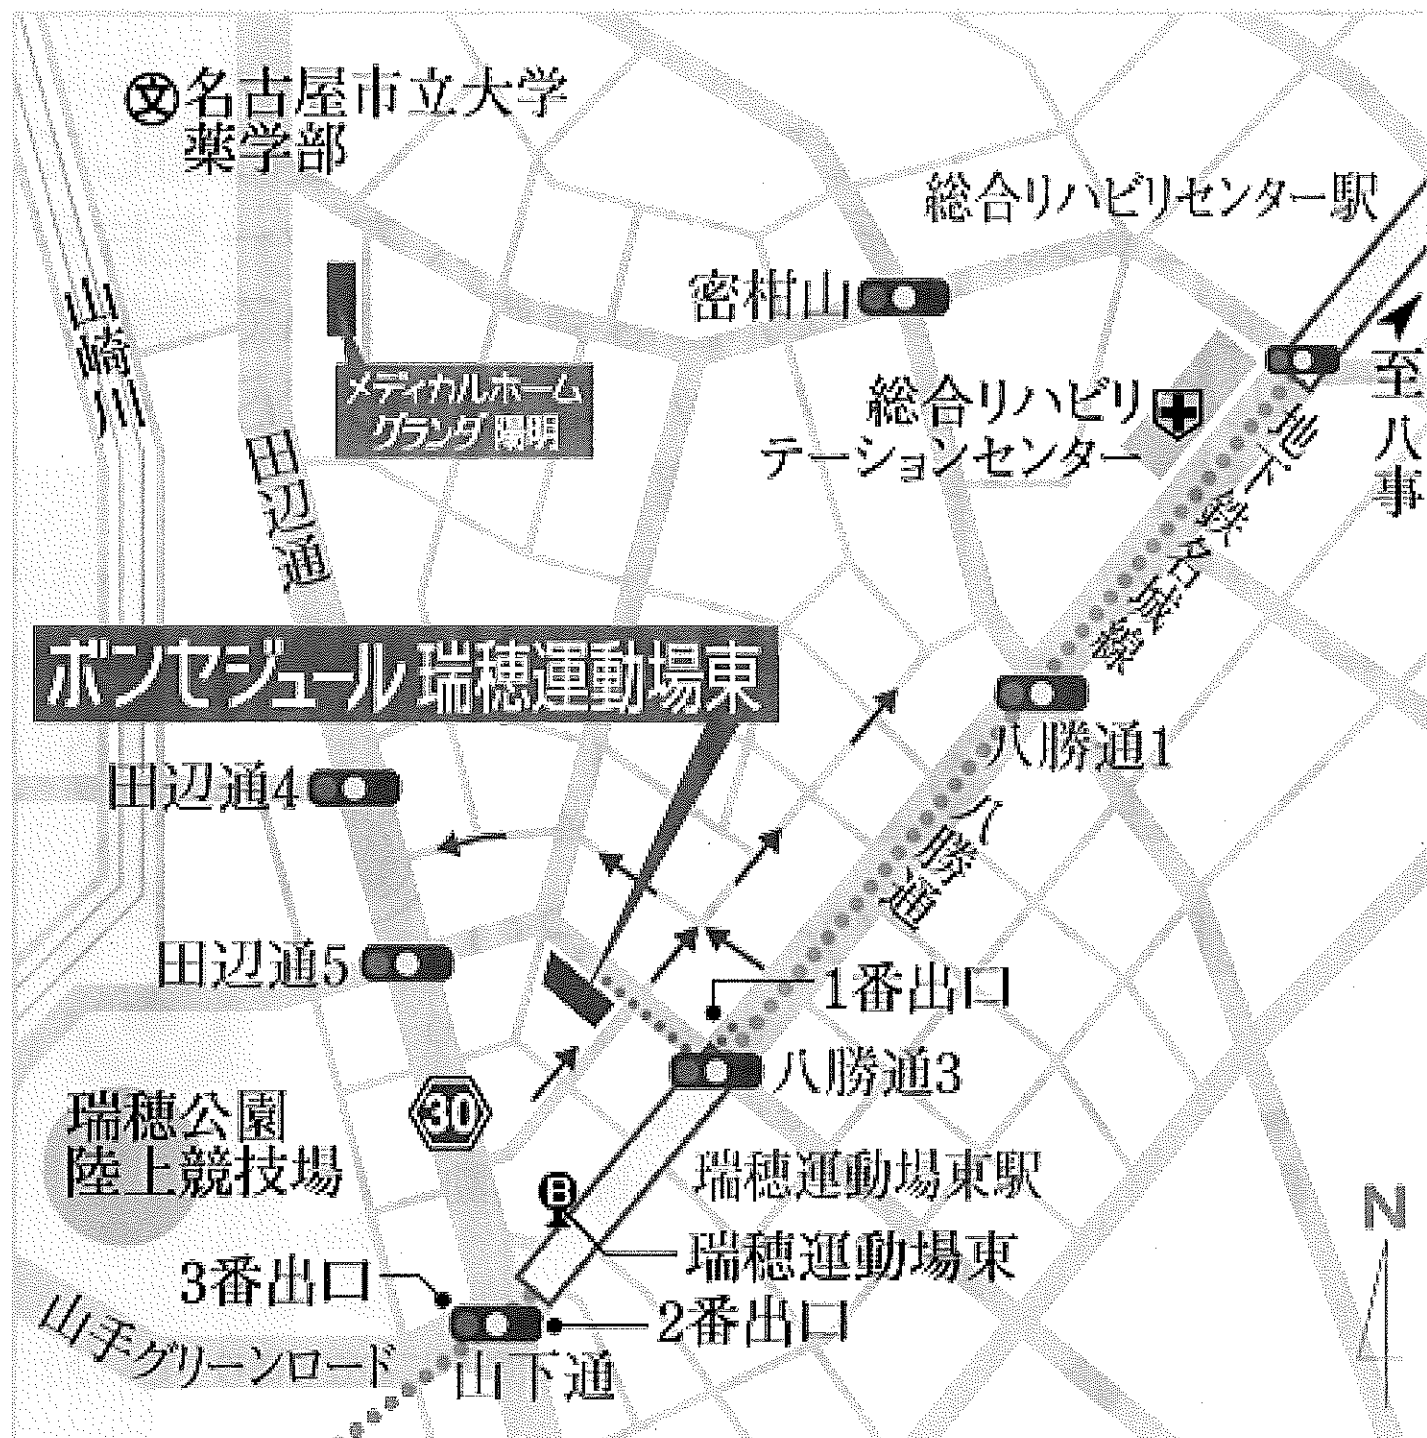 名古屋市立大学
薬学部
総合リハビリセンター駅
密柑山
山崎川
至八事
メディカルホーム
グランダ 陽明
総合リハビリ
テーションセンター
田辺通
地下鉄名城線
ボンセジュール 瑞穂運動場東
八勝通1
田辺通4
八勝通
田辺通5
1番出口
八勝通3
瑞穂公園
陸上競技場
30
瑞穂運動場東駅
B
瑞穂運動場東
N
3番出口
2番出口
山手グリーンロード
山下通
文